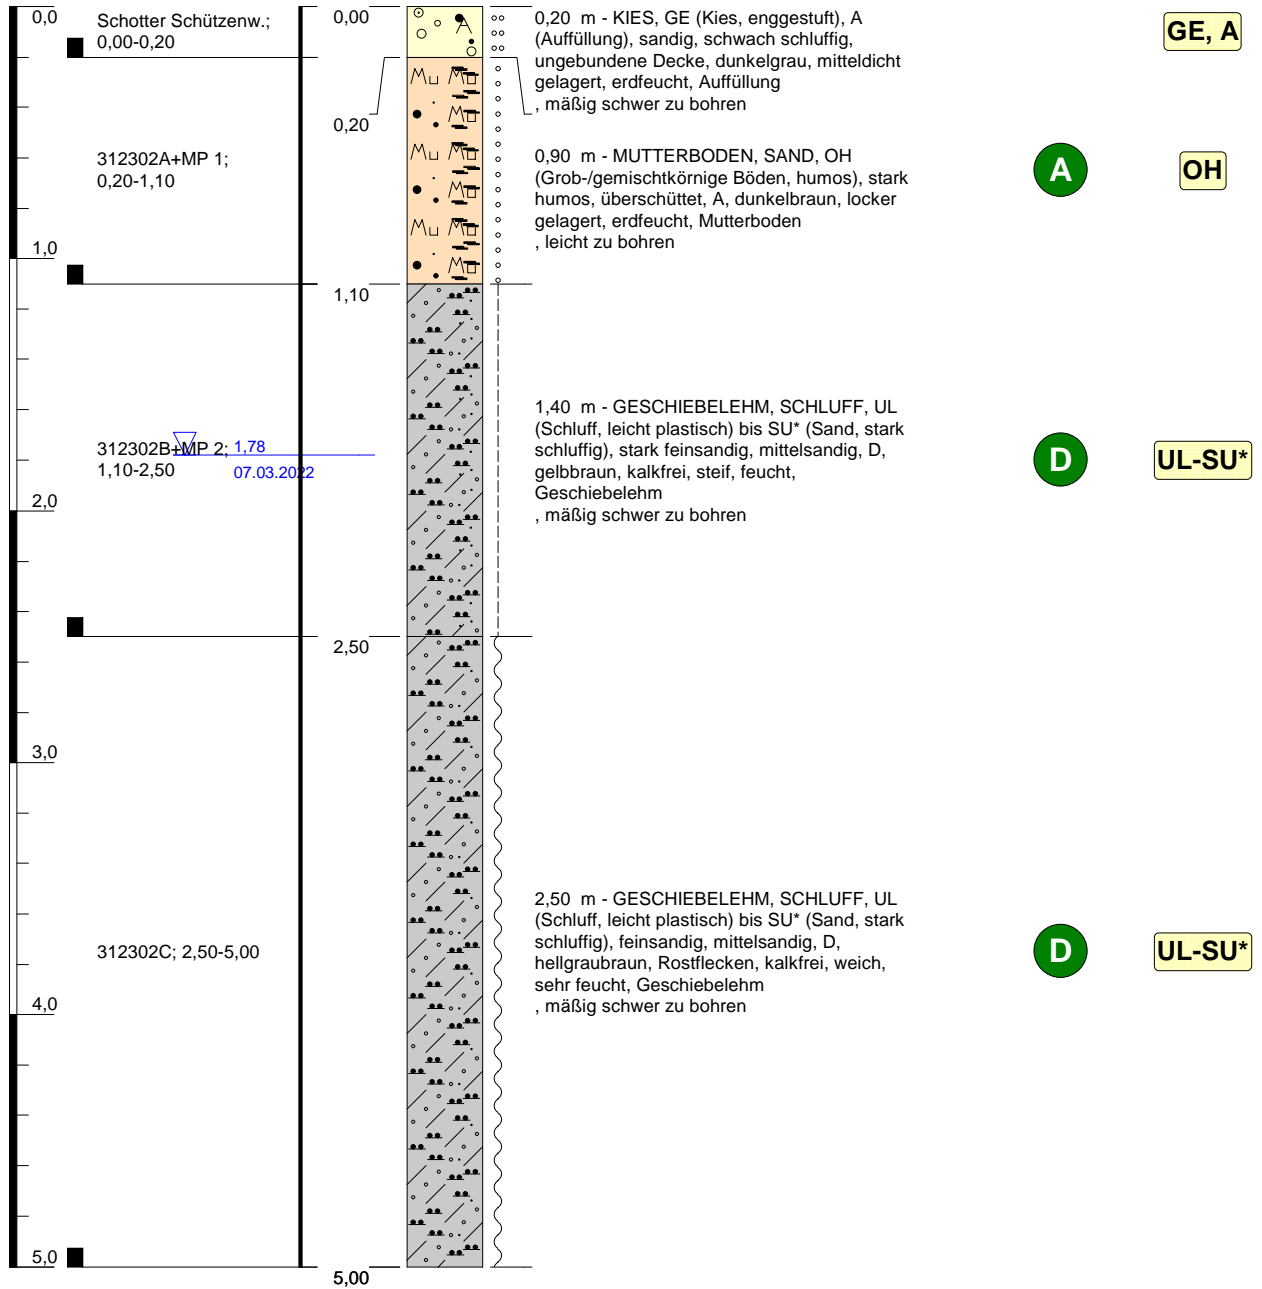 0,0
Schotter Schützenw.;
0,00-0,20
0,00
0,20 m - KIES, GE (Kies, enggestuft), A
(Auffüllung), sandig, schwach schluffig,
ungebundene Decke, dunkelgrau, mitteldicht
gelagert, erdfeucht, Auffüllung
, mäßig schwer zu bohren
GE, A
A
0,20
312302A+MP 1;
0,20-1,10
0,90 m - MUTTERBODEN, SAND, OH
(Grob-/gemischtkörnige Böden, humos), stark
humos, überschüttet, A, dunkelbraun, locker
gelagert, erdfeucht, Mutterboden
, leicht zu bohren
A
OH
1,0
1,10
312302B+MP 2;
1,10-2,50
1,78
07.03.2022
1,40 m - GESCHIEBELEHM, SCHLUFF, UL
(Schluff, leicht plastisch) bis SU* (Sand, stark
schluffig), stark feinsandig, mittelsandig, D,
gelbbraun, kalkfrei, steif, feucht,
Geschiebelehm
, mäßig schwer zu bohren
D
UL-SU*
2,0
2,50
3,0
312302C; 2,50-5,00
2,50 m - GESCHIEBELEHM, SCHLUFF, UL
(Schluff, leicht plastisch) bis SU* (Sand, stark
schluffig), feinsandig, mittelsandig, D,
hellgraubraun, Rostflecken, kalkfrei, weich,
sehr feucht, Geschiebelehm
, mäßig schwer zu bohren
D
UL-SU*
4,0
5,0
5,00